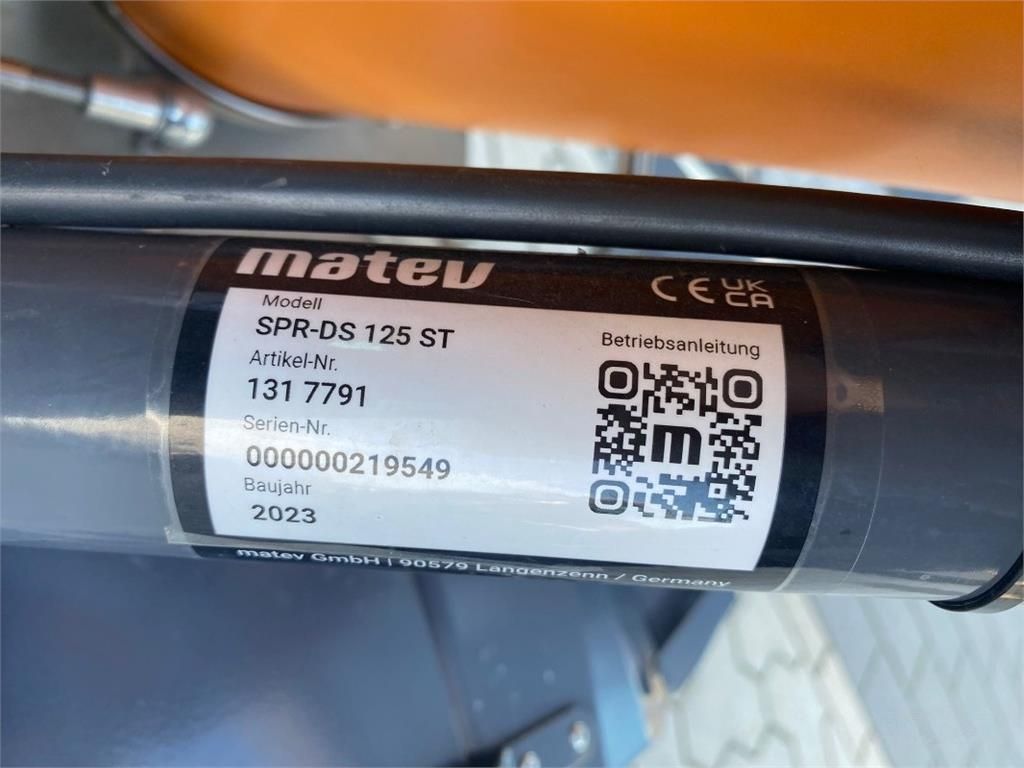 matev
CE UK CA
Modell
SPR-DS 125 ST
Betriebsanleitung
Artikel-Nr.
131 7791
m
Serien-Nr.
000000219549
Baujahr
2023
matev GmbH | 90579 Langenzenn / Germany